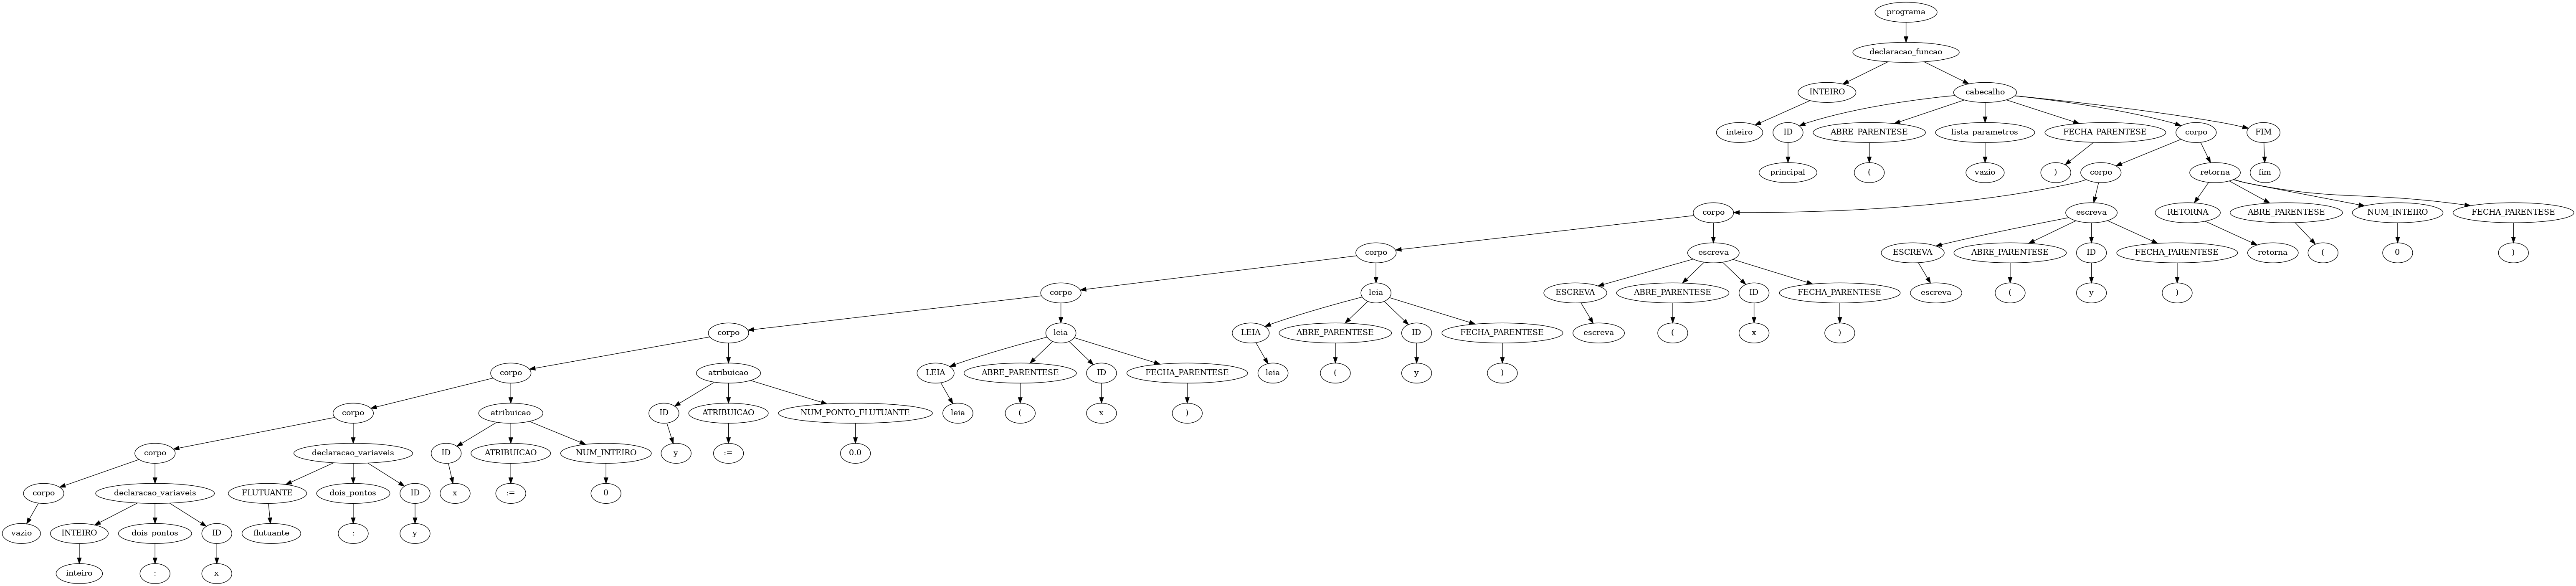 programa
declaracao_funcao
INTEIRO cabecalho
inteiro ID ABRE_PARENTESE lista_parametros FECHA_PARENTESE corpo FIM
principal ( vazio ) corpo retorna fim
corpo escreva RETORNA ABRE_PARENTESE NUM_INTEIRO FECHA_PARENTESE
corpo escreva ESCREVA ABRE_PARENTESE ID FECHA_PARENTESE retorna ( 0 )
corpo leia ESCREVA ABRE_PARENTESE ID FECHA_PARENTESE escreva ( y )
corpo leia LEIA ABRE_PARENTESE ID FECHA_PARENTESE escreva ( x )
corpo atribuicao LEIA ABRE_PARENTESE ID FECHA_PARENTESE leia ( y )
corpo atribuicao ID ATRIBUICAO NUM_PONTO_FLUTUANTE leia ( x )
corpo declaracao_variaveis ID ATRIBUICAO NUM_INTEIRO y := 0.0
corpo declaracao_variaveis FLUTUANTE dois_pontos ID x := 0
vazio INTEIRO dois_pontos ID flutuante : y
inteiro : x